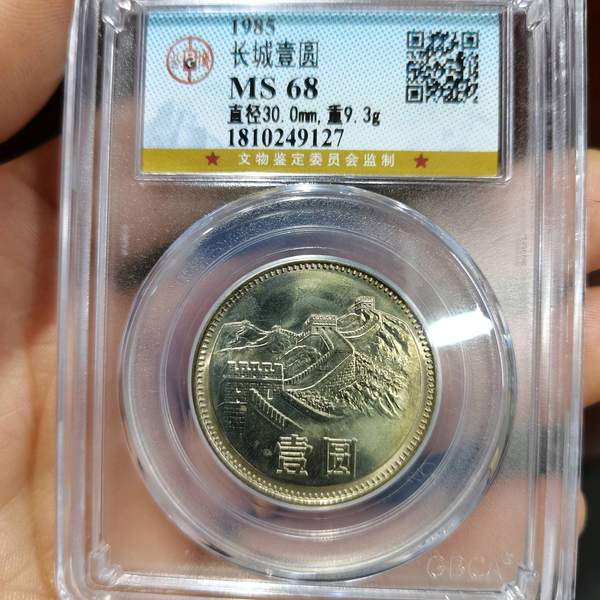 1985
长城壹圆
MS 68
直径30.0mm,重9.3g
1810249127
★ 文物鉴定委员会监制 ★
壹圆
GBCA